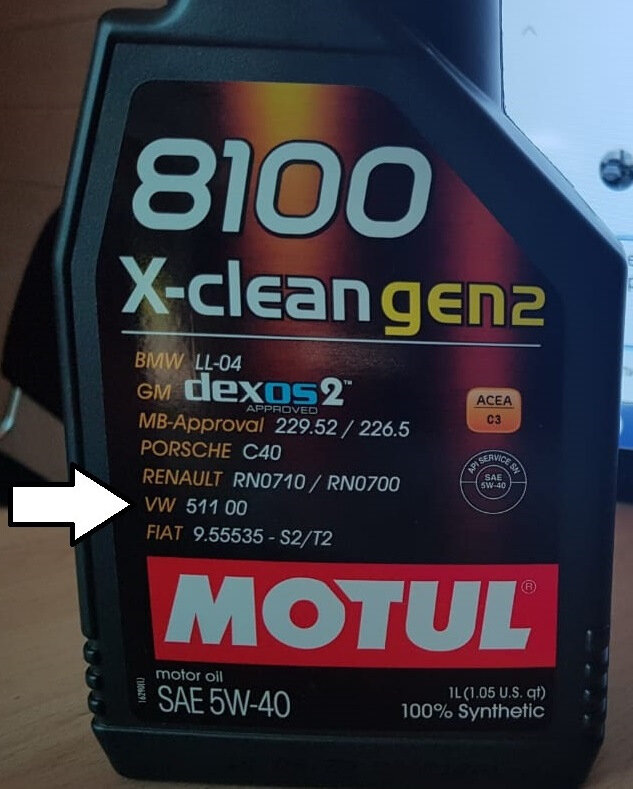 8100
X-clean gen2
BMW LL-04
GM dexos2™
APPROVED
MB-Approval 229.52 / 226.5
PORSCHE C40
RENAULT RN0710 / RN0700
VW 511 00
FIAT 9.55535 - S2/T2
ACEA
C3
API SERVICE SN
SAE
5W-40
MOTUL®
motor oil
SAE 5W-40
1L (1.05 U.S. qt)
100% Synthetic